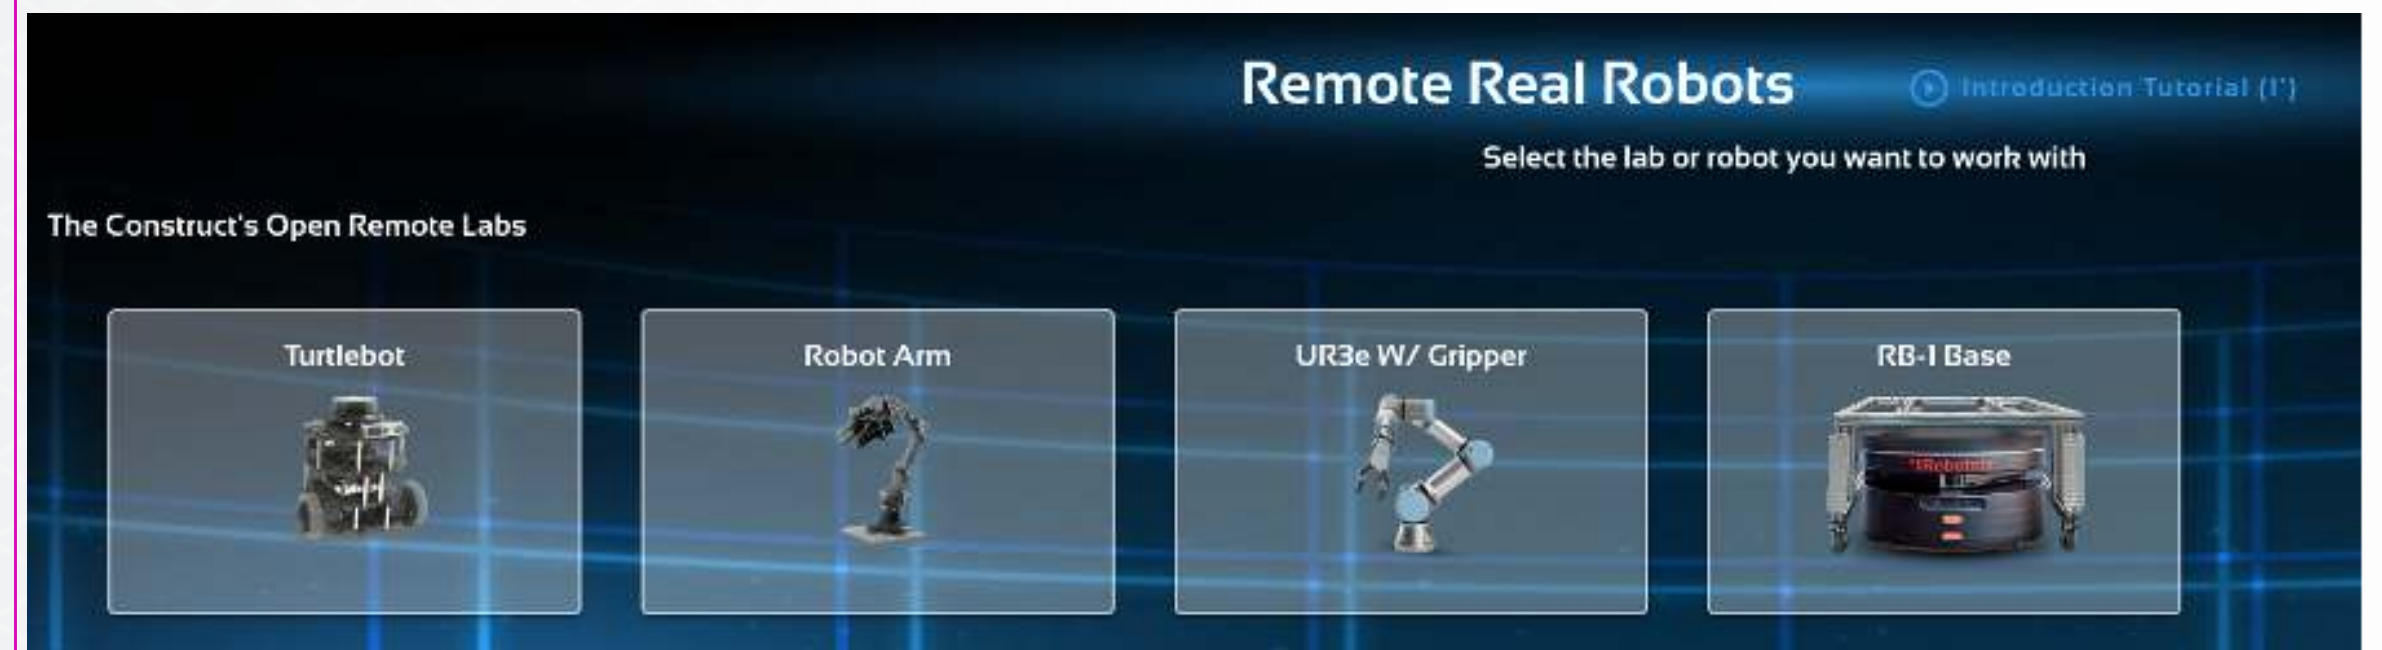 Remote Real Robots
Introduction Tutorial (1')
Select the lab or robot you want to work with
The Construct's Open Remote Labs
Turtlebot
Robot Arm
UR3e W/ Gripper
RB-1 Base